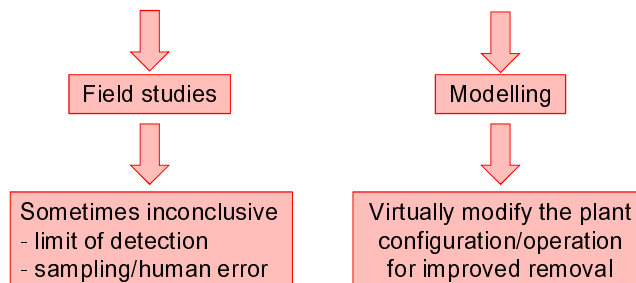 Field studies
Modelling
Sometimes inconclusive
- limit of detection
- sampling/human error
Virtually modify the plant
configuration/operation
for improved removal